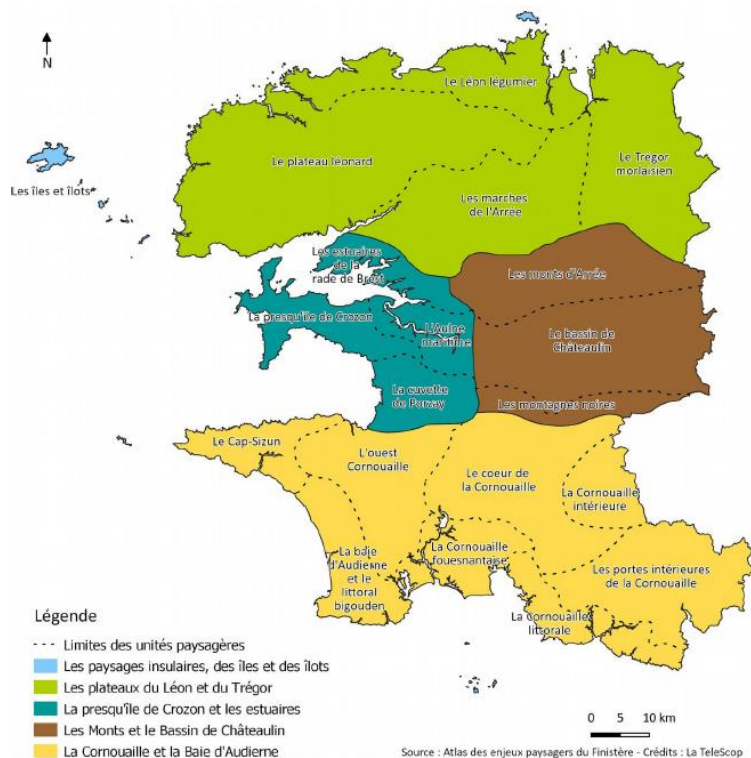 N
Le Léon légumier
Le plateau léonard
Le Trégor
morlaisien
Les îles et îlots
Les marches
de l'Arrée
Les estuaires
de la
rade de Brest
Les monts d'Arrée
La presqu'île de Crozon
L'Aulne
maritime
Le bassin de
Châteaulin
La cuvette
de Porzay
Les montagnes noires
Le Cap-Sizun
L'ouest
Cornouaille
Le coeur de
la Cornouaille
La Cornouaille
intérieure
La baie
d'Audienne
et le
littoral
bigouden
La Cornouaille
fouesnantaise
Les portes intérieures
de la Cornouaille
La Cornouaille
littorale
Légende
Limites des unités paysagères
Les paysages insulaires, des îles et des îlots
Les plateaux du Léon et du Trégor
La presqu'île de Crozon et les estuaires
Les Monts et le Bassin de Châteaulin
La Cornouaille et la Baie d'Audierne
0 5 10 km
Source : Atlas des enjeux paysagers du Finistère - Crédits : La TeleScop